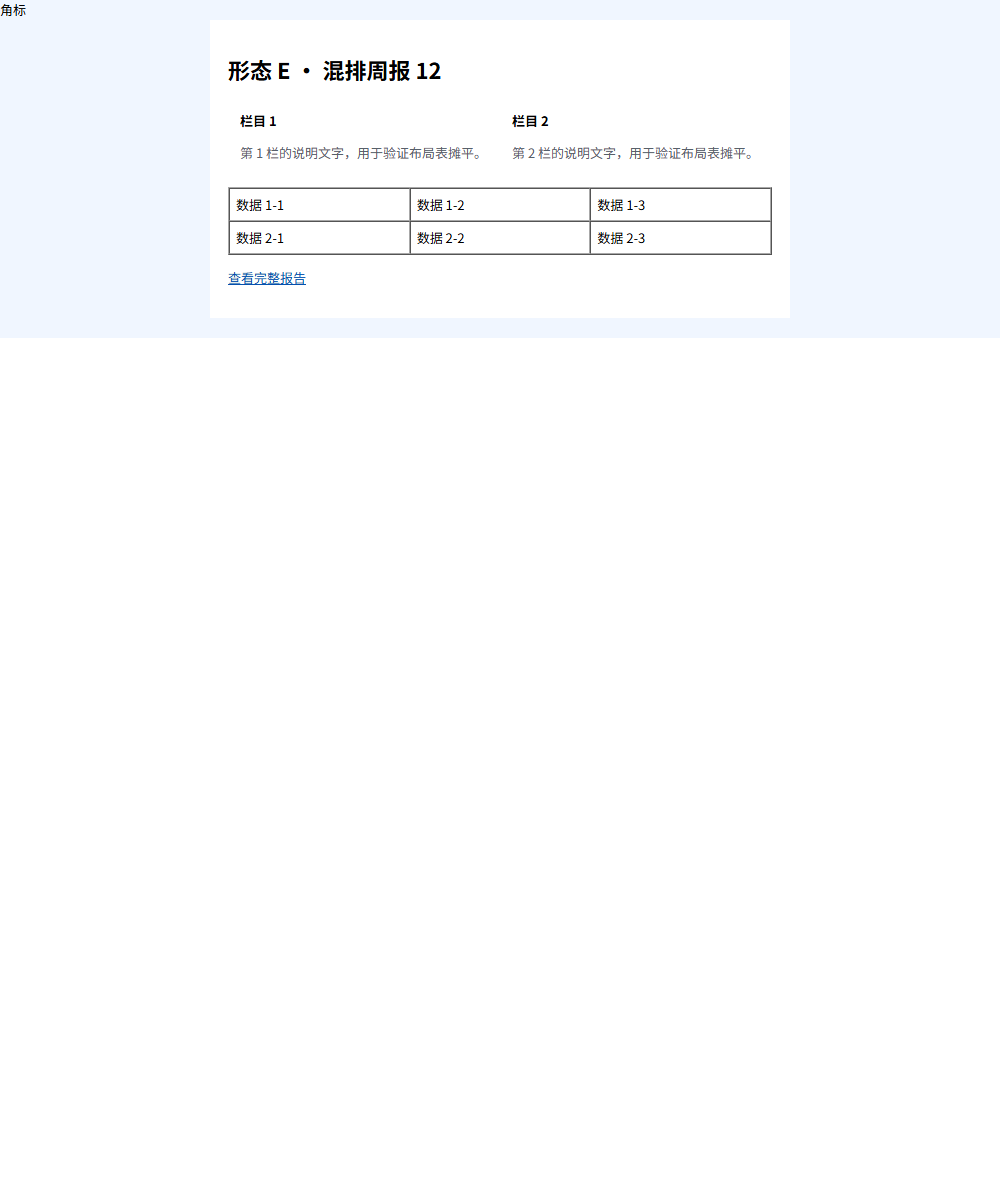 角标
形态 E · 混排周报 12
栏目 1
第 1 栏的说明文字，用于验证布局表摊平。
栏目 2
第 2 栏的说明文字，用于验证布局表摊平。
数据 1-1 数据 1-2 数据 1-3
数据 2-1 数据 2-2 数据 2-3
查看完整报告